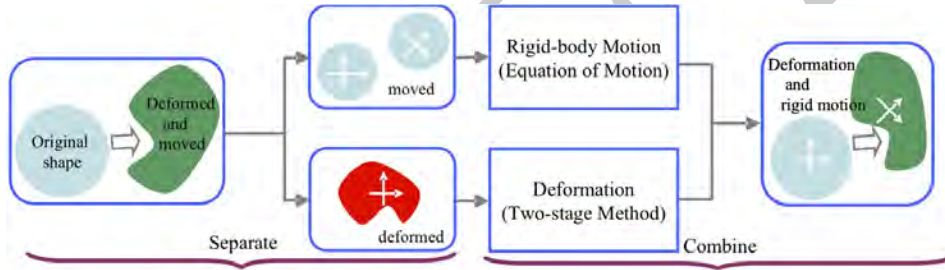 Original
shape
Deformed
and
moved
moved
deformed
Rigid-body Motion
(Equation of Motion)
Deformation
(Two-stage Method)
Deformation
and
rigid motion
Separate
Combine